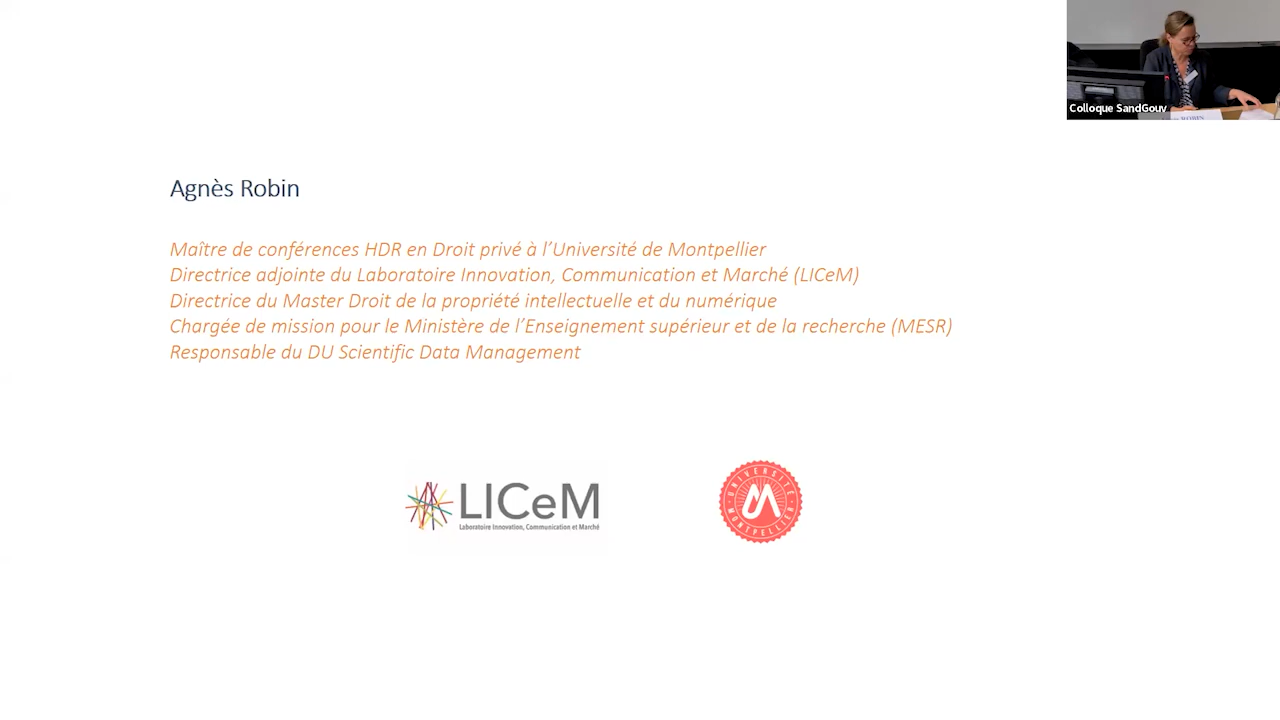 Colloque SandGouv
ROBIN
Agnès Robin
Maître de conférences HDR en Droit privé à l'Université de Montpellier
Directrice adjointe du Laboratoire Innovation, Communication et Marché (LICeM)
Directrice du Master Droit de la propriété intellectuelle et du numérique
Chargée de mission pour le Ministère de l'Enseignement supérieur et de la recherche (MESR)
Responsable du DU Scientific Data Management
LICeM
Laboratoire Innovation, Communication et Marché
UNIVERSITÉ
MONTPELLIER